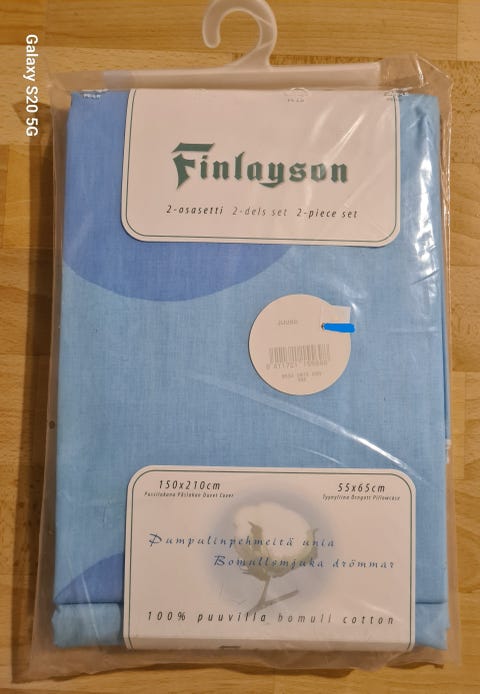 Galaxy S20 5G
Finlayson
2-osasetti 2-dels set 2-piece set
JUURI
150x210cm
Pussilakana Påslakan Duvet Cover
55x65cm
Tyynyliina Örngott Pillowcase
Pumpulinpehmeitä unia
Bomullsmjuka drömmar
100% puuvilla bomull cotton